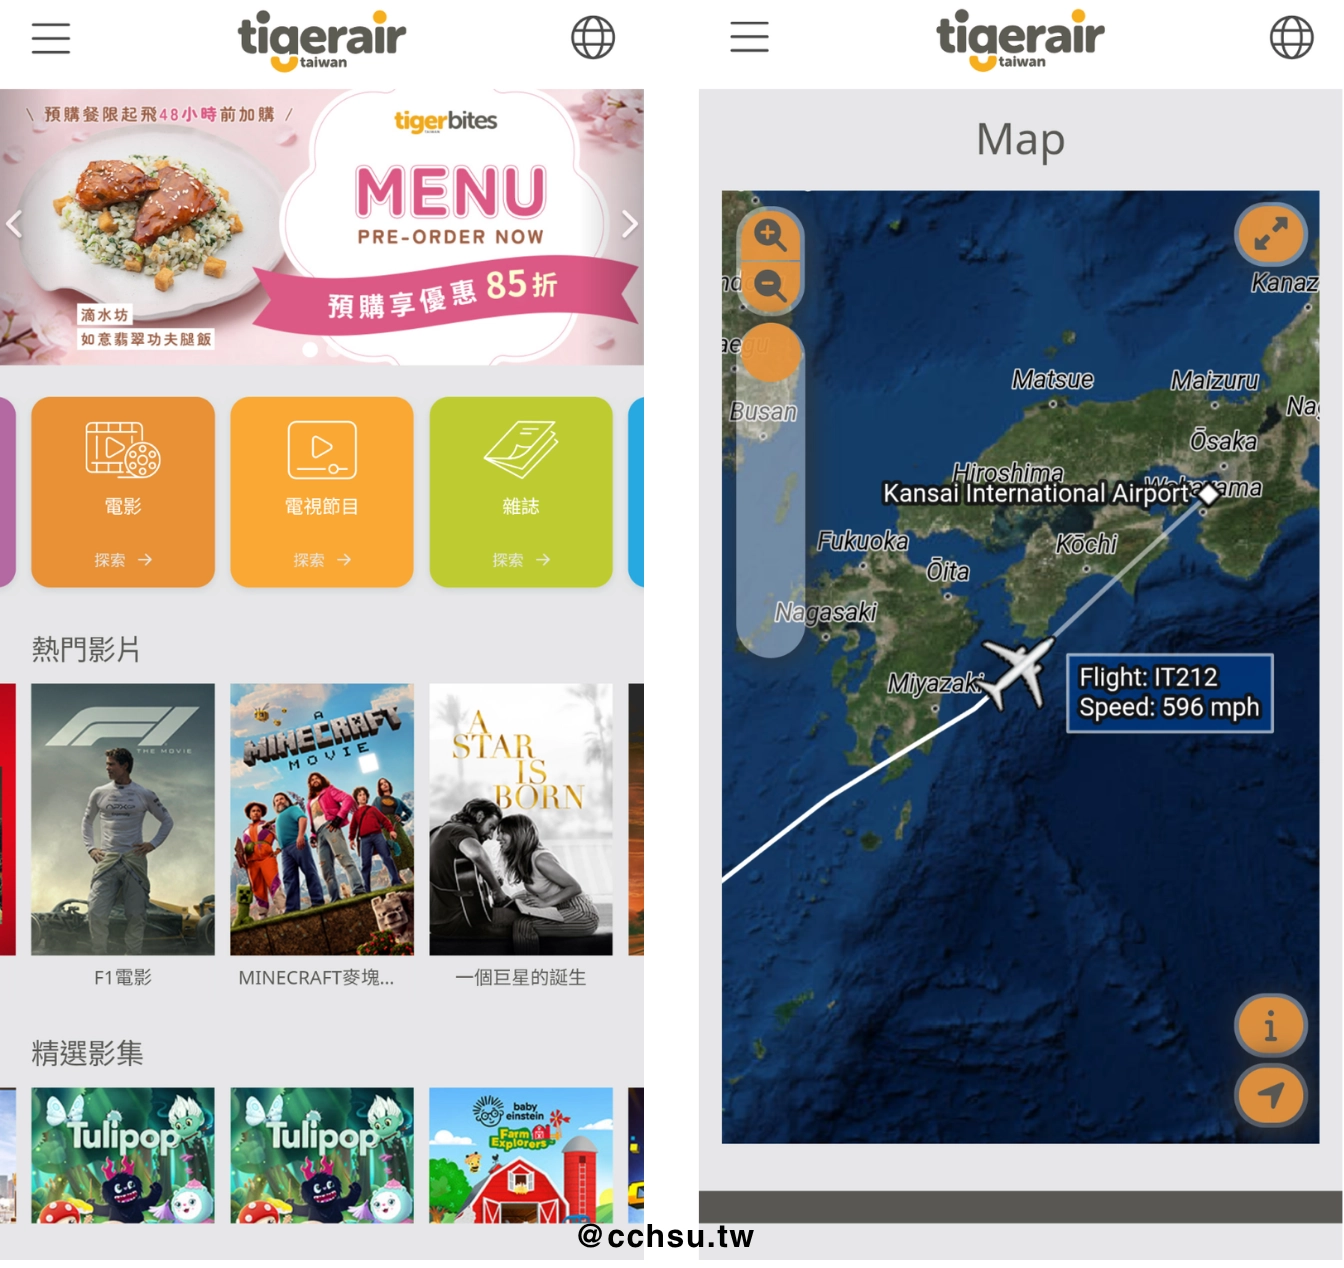 tigerair
taiwan
\ 預購餐限起飛48小時前加購 /
tigerbites
MENU
PRE-ORDER NOW
預購享優惠 85折
滴水坊
如意翡翠功夫腿飯
電影
探索 →
電視節目
探索 →
雜誌
探索 →
熱門影片
F1
THE MOVIE
A
MINECRAFT
MOVIE
A
STAR
IS
BORN
F1電影
MINECRAFT麥塊...
一個巨星的誕生
精選影集
Tulipop
Tulipop
baby
einstein
Farm
Explorers
tigerair
taiwan
Map
Kanaz
Matsue
Maizuru
Busan
Nag
Ōsaka
Hiroshima
Kansai International Airport
Fukuoka
Kōchi
Ōita
Nagasaki
Miyazaki
Flight: IT212
Speed: 596 mph
i
@cchsu.tw